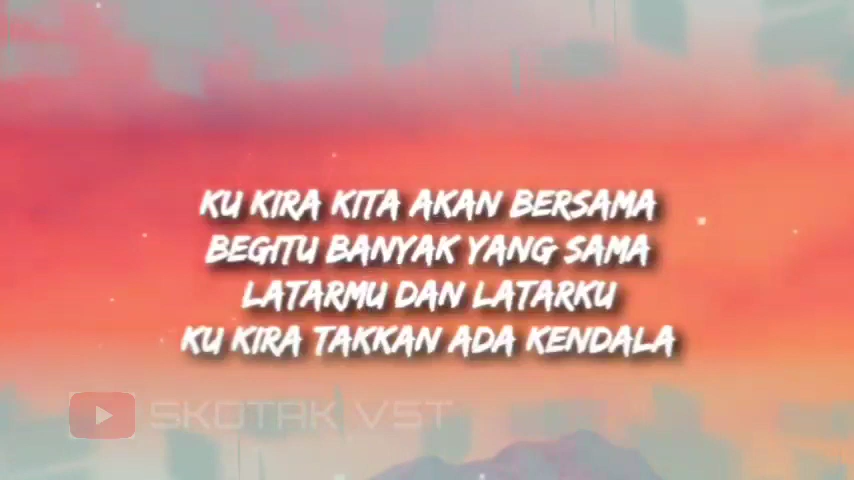 KU KIRA KITA AKAN BERSAMA
BEGITU BANYAK YANG SAMA
LATARMU DAN LATARKU
KU KIRA TAKKAN ADA KENDALA
SKOTAK VST